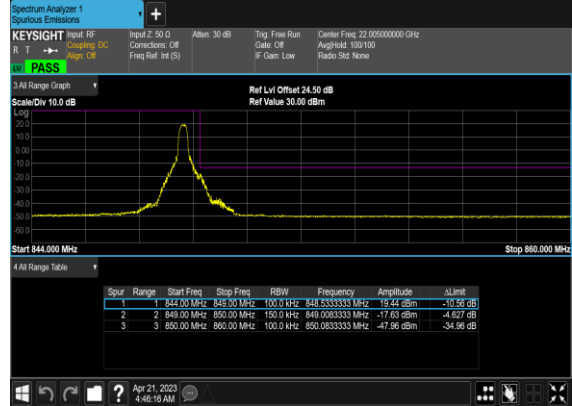 Spectrum Analyzer 1
Spurious Emissions
+
KEYSIGHT Input: RF Input Z: 50 Ω Atten: 30 dB Trig: Free Run Center Freq: 22.005000000 GHz
R T Coupling: DC Corrections: Off Gate: Off Avg|Hold: 100/100
Align: Off Freq Ref: Int (S) IF Gain: Low Radio Std: None
LW PASS
3 All Range Graph
Ref Lvl Offset 24.50 dB
Scale/Div 10.0 dB Ref Value 30.00 dBm
Log
20.0
10.0
0.00
-10.0
-20.0
-30.0
-40.0
-50.0
-60.0
Start 844.000 MHz Stop 860.000 MHz
4 All Range Table
Spur Range Start Freq Stop Freq RBW Frequency Amplitude ΔLimit
1 1 844.00 MHz 849.00 MHz 100.0 kHz 848.5333333 MHz 19.44 dBm -10.56 dB
2 2 849.00 MHz 850.00 MHz 150.0 kHz 849.0083333 MHz -17.63 dBm -4.627 dB
3 3 850.00 MHz 860.00 MHz 100.0 kHz 850.0833333 MHz -47.96 dBm -34.96 dB
? Apr 21, 2023
4:46:16 AM